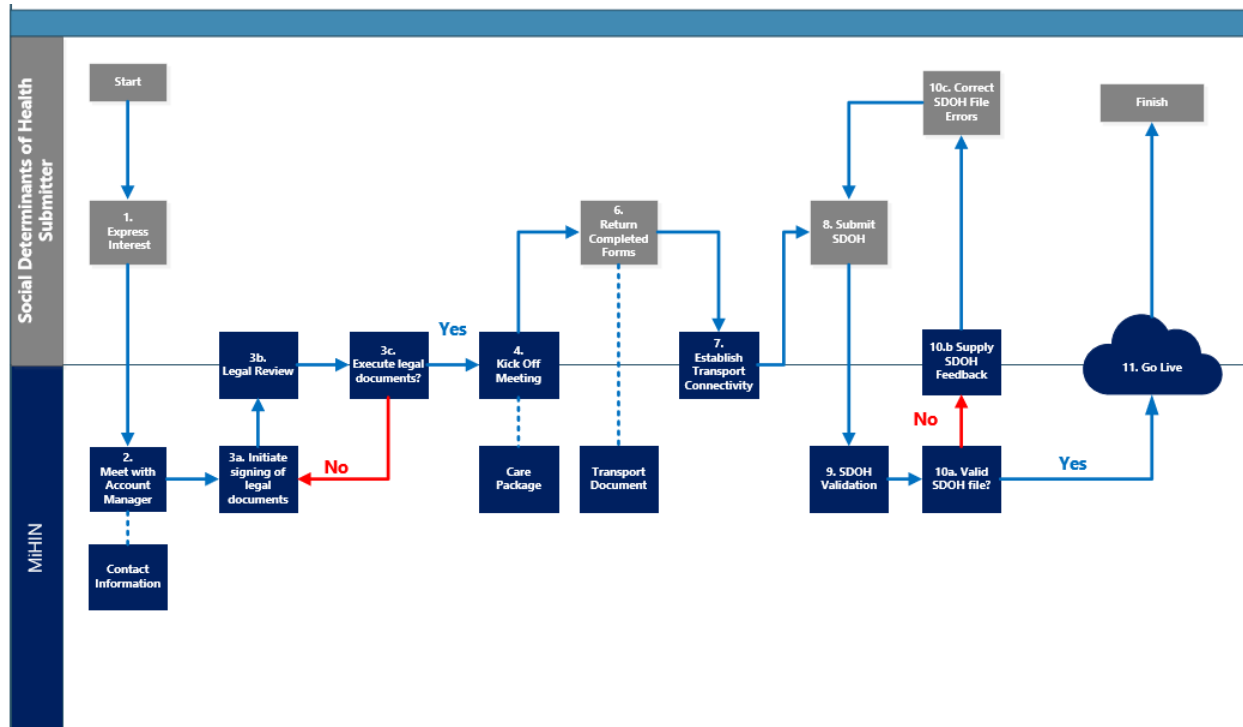 Social Determinants of Health
Submitter
MiHIN
Start
1.
Express
Interest
2.
Meet with
Account
Manager
Contact
Information
3a. Initiate
signing of
legal
documents
3b.
Legal Review
3c.
Execute legal
documents?
No
Yes
4.
Kick Off
Meeting
Care
Package
6.
Return
Completed
Forms
Transport
Document
7.
Establish
Transport
Connectivity
8. Submit
SDOH
9. SDOH
Validation
10a. Valid
SDOH file?
No
10.b Supply
SDOH
Feedback
10c. Correct
SDOH File
Errors
Yes
11. Go Live
Finish